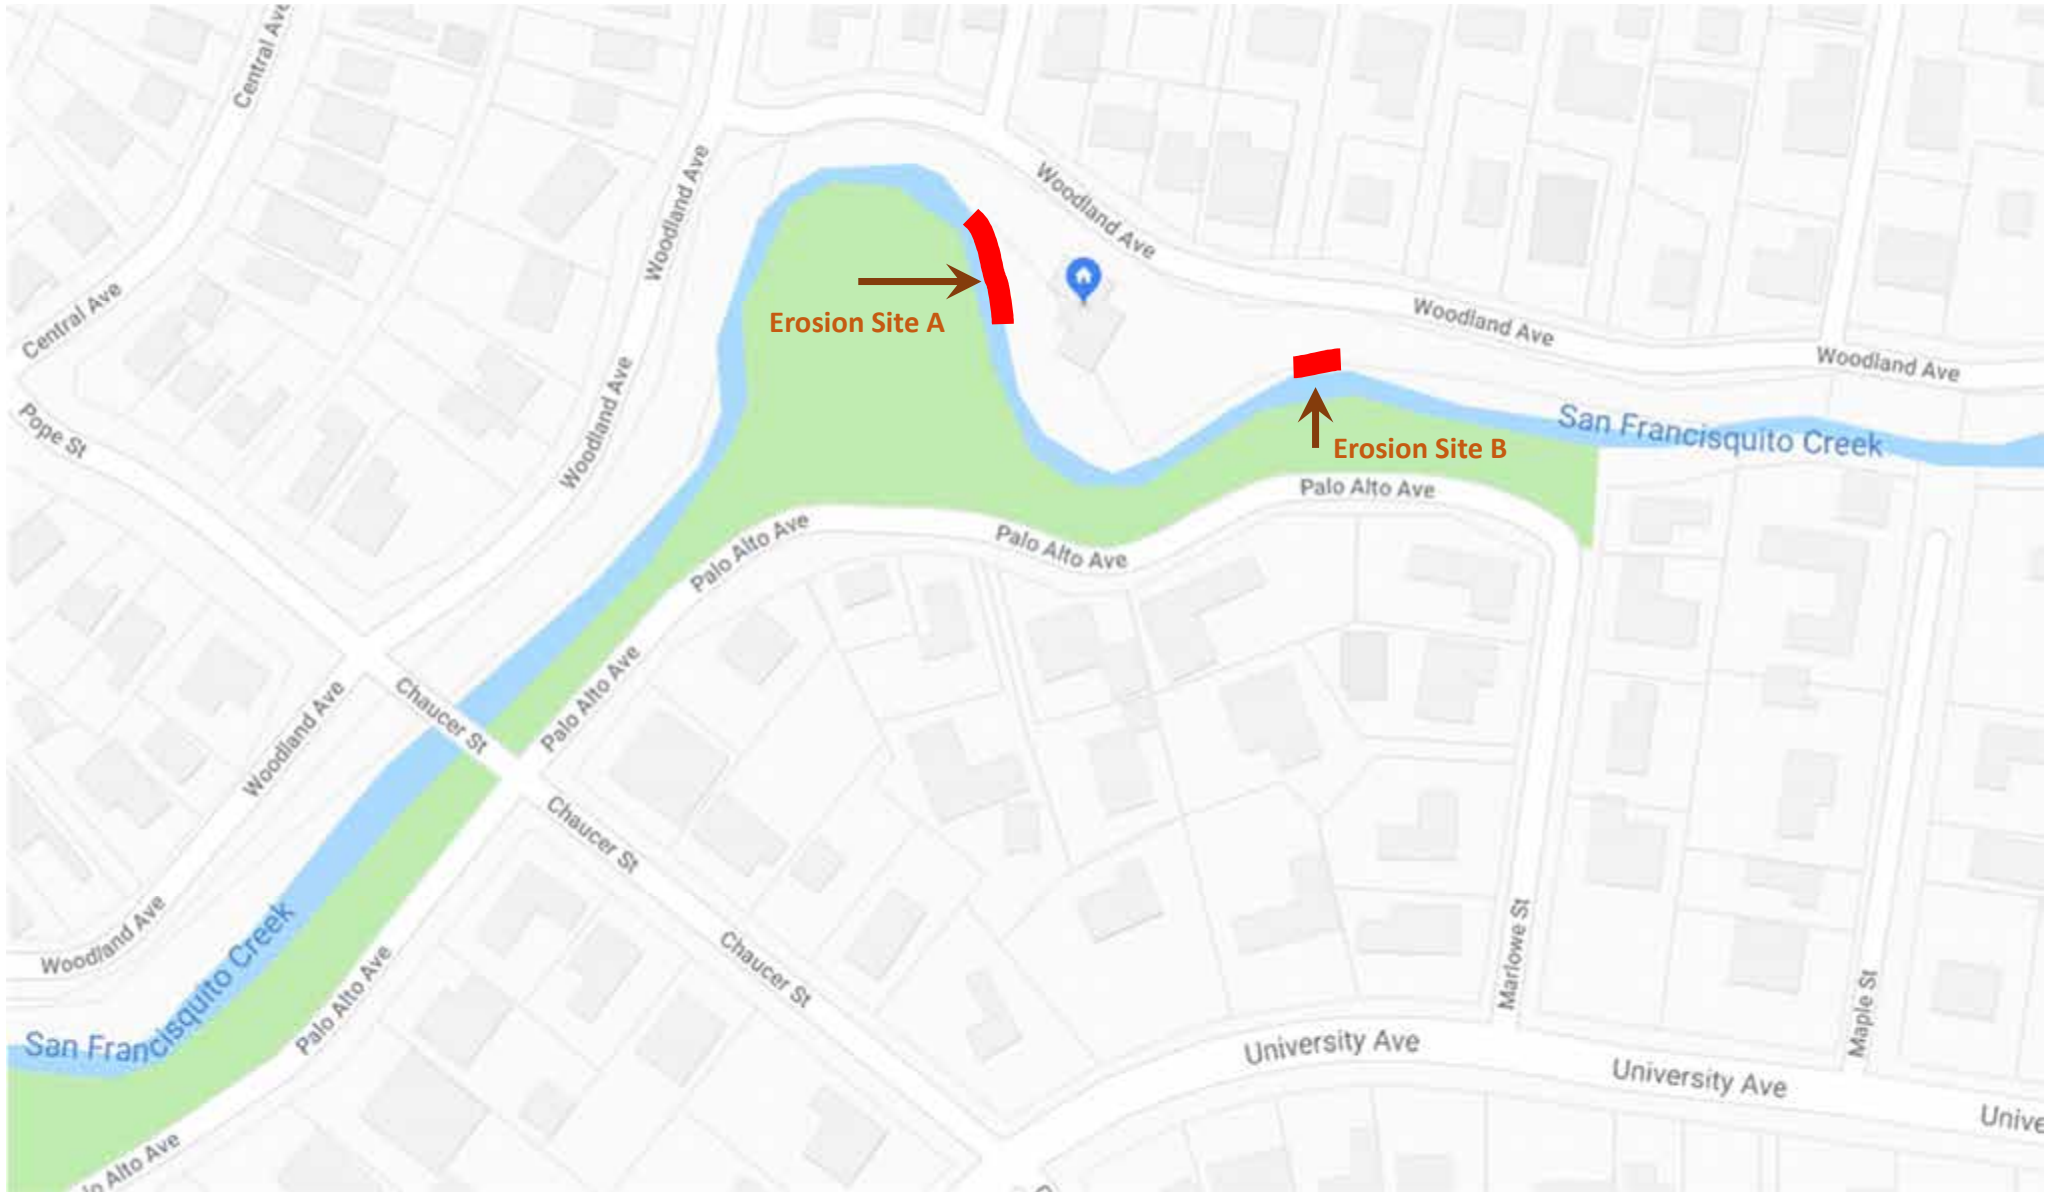 Central Ave
Woodland Ave
Woodland Ave
Erosion Site A
Woodland Ave
Woodland Ave
Central Ave
Pope St
Woodland Ave
San Francisquito Creek
Erosion Site B
Palo Alto Ave
Palo Alto Ave
Palo Alto Ave
Palo Alto Ave
Chaucer St
Woodland Ave
Chaucer St
Woodland Ave
San Francisquito Creek
Palo Alto Ave
Chaucer St
Marlowe St
Maple St
University Ave
University Ave
Unive
Alto Ave